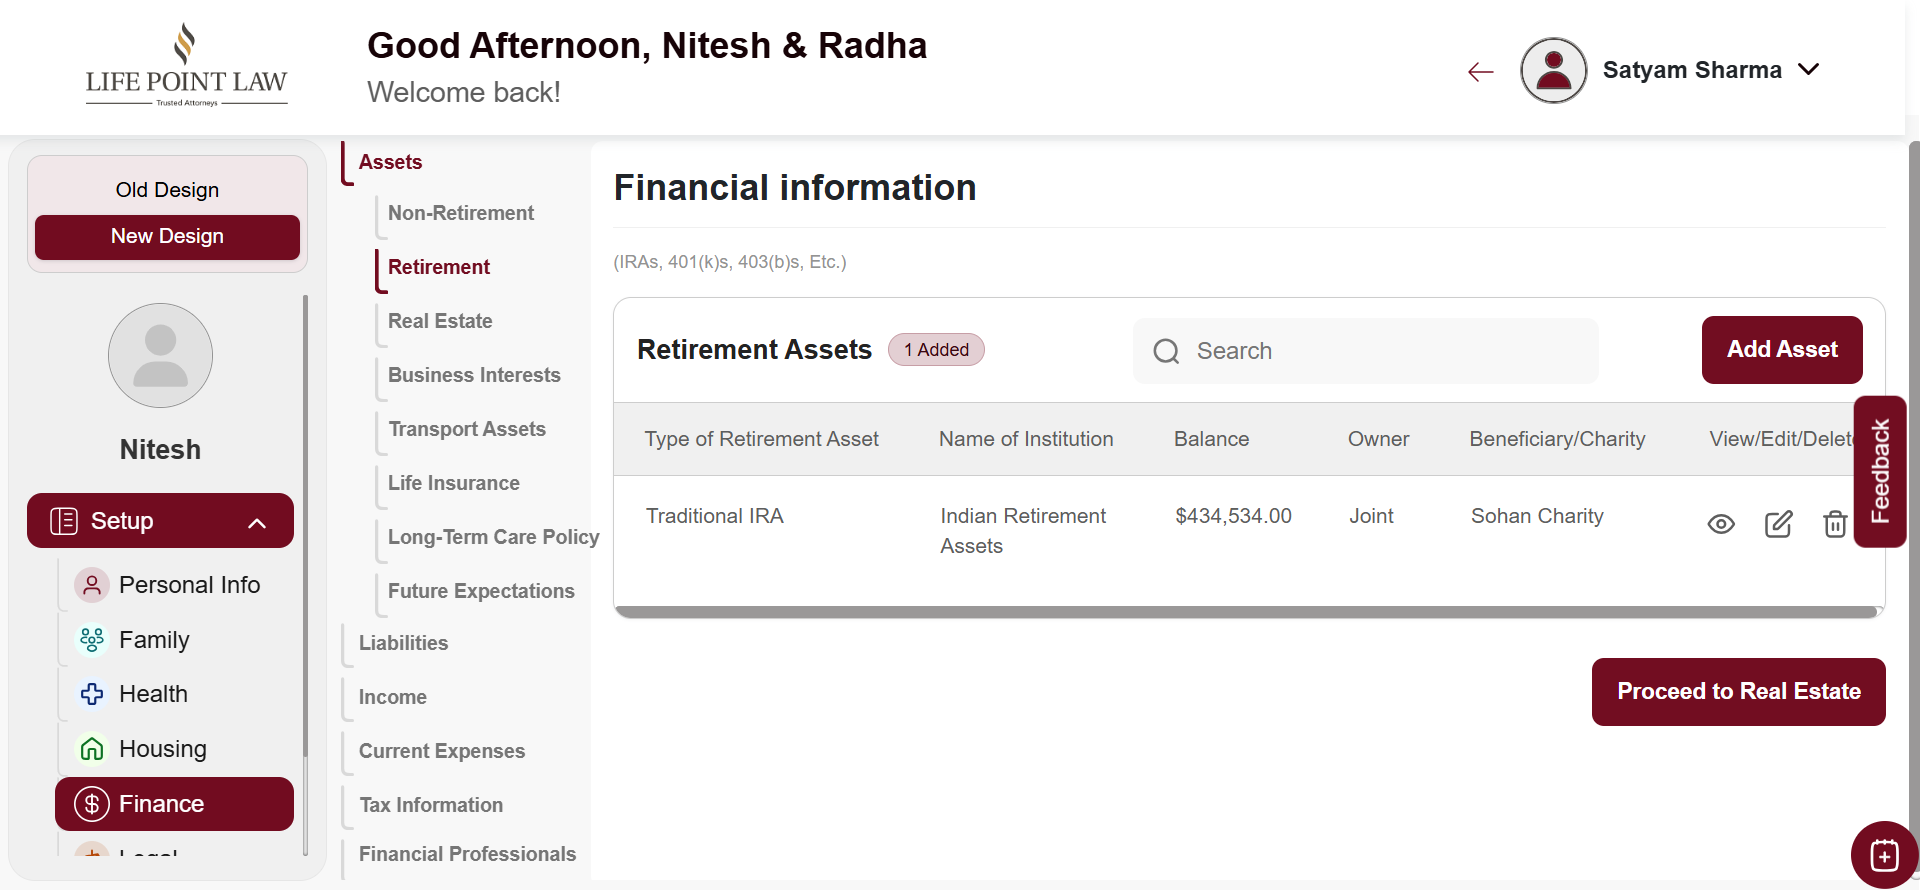 LIFE POINT LAW
Trusted Attorneys
Good Afternoon, Nitesh & Radha
Welcome back!
Satyam Sharma
Old Design
New Design
Nitesh
Setup
Personal Info
Family
Health
Housing
Finance
Assets
Non-Retirement
Retirement
Real Estate
Business Interests
Transport Assets
Life Insurance
Long-Term Care Policy
Future Expectations
Liabilities
Income
Current Expenses
Tax Information
Financial Professionals
Financial information
(IRAs, 401(k)s, 403(b)s, Etc.)
Retirement Assets
1 Added
Search
Add Asset
Type of Retirement Asset
Name of Institution
Balance
Owner
Beneficiary/Charity
View/Edit/Delete
Traditional IRA
Indian Retirement
Assets
$434,534.00
Joint
Sohan Charity
Proceed to Real Estate
Feedback